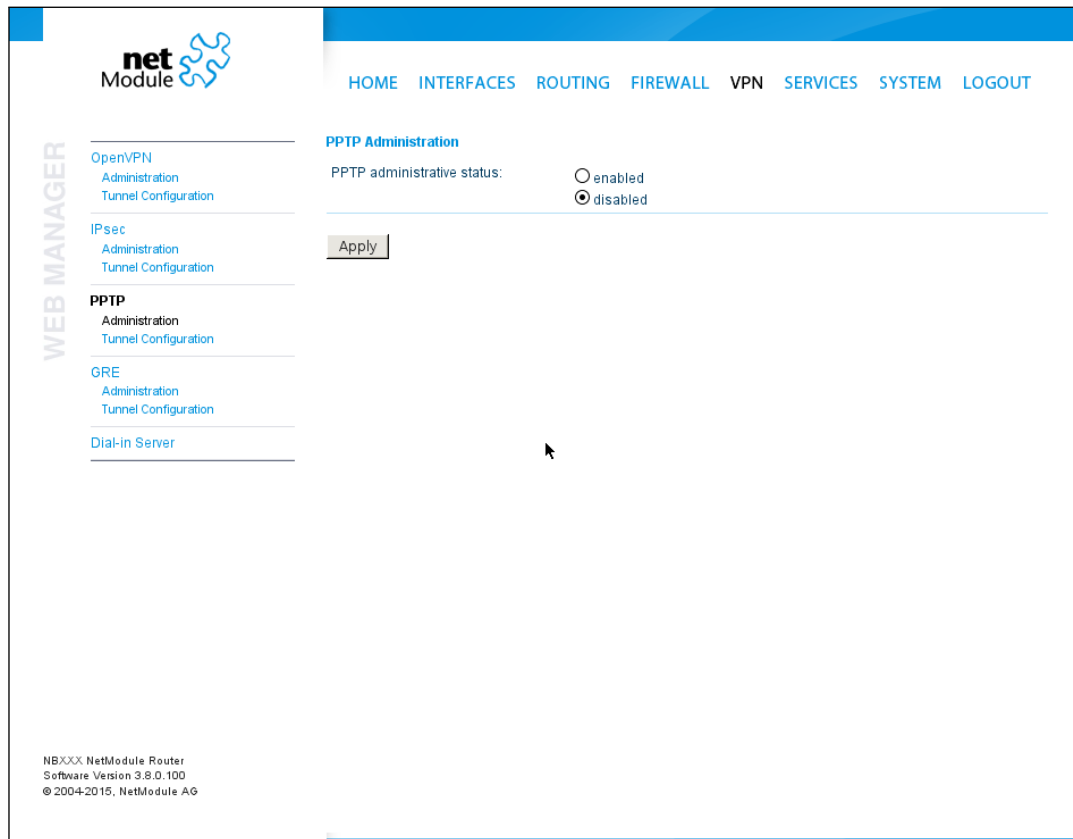 net
Module
HOME INTERFACES ROUTING FIREWALL VPN SERVICES SYSTEM LOGOUT
WEB MANAGER
OpenVPN
Administration
Tunnel Configuration
IPsec
Administration
Tunnel Configuration
PPTP
Administration
Tunnel Configuration
GRE
Administration
Tunnel Configuration
Dial-in Server
PPTP Administration
PPTP administrative status:
enabled
disabled
Apply
NBXXX NetModule Router
Software Version 3.8.0.100
© 2004-2015, NetModule AG